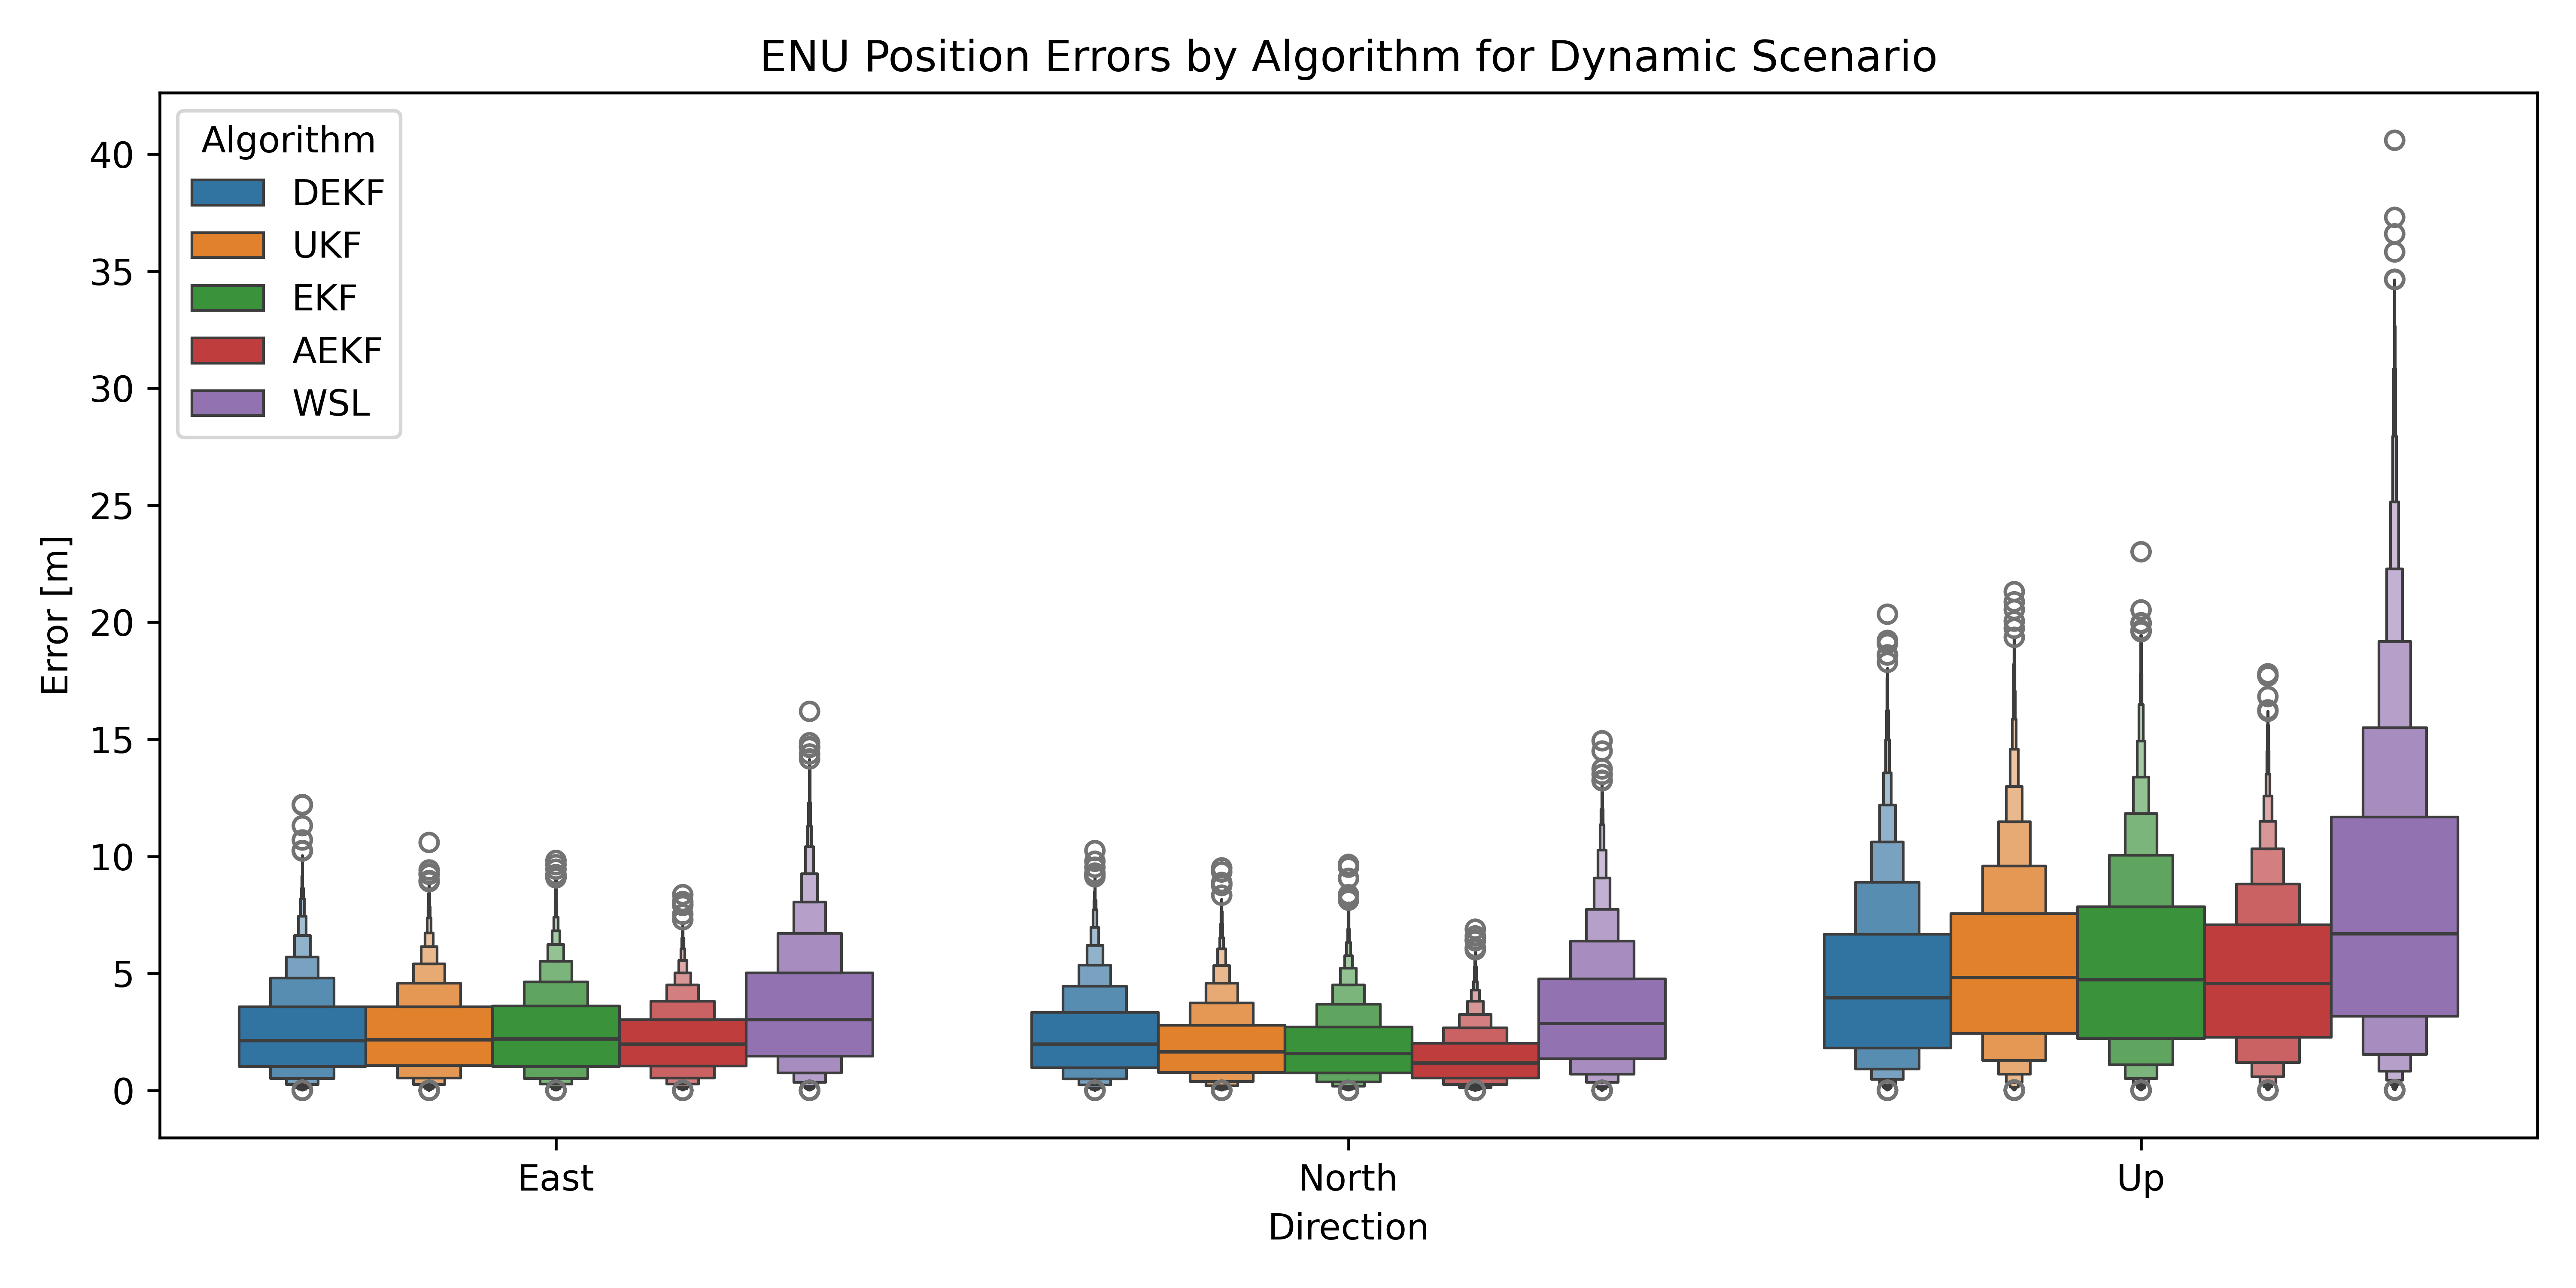 ENU Position Errors by Algorithm for Dynamic Scenario
Algorithm
DEKF
UKF
EKF
AEKF
WSL
40
35
30
25
20
15
10
5
0
Error [m]
East
North
Up
Direction